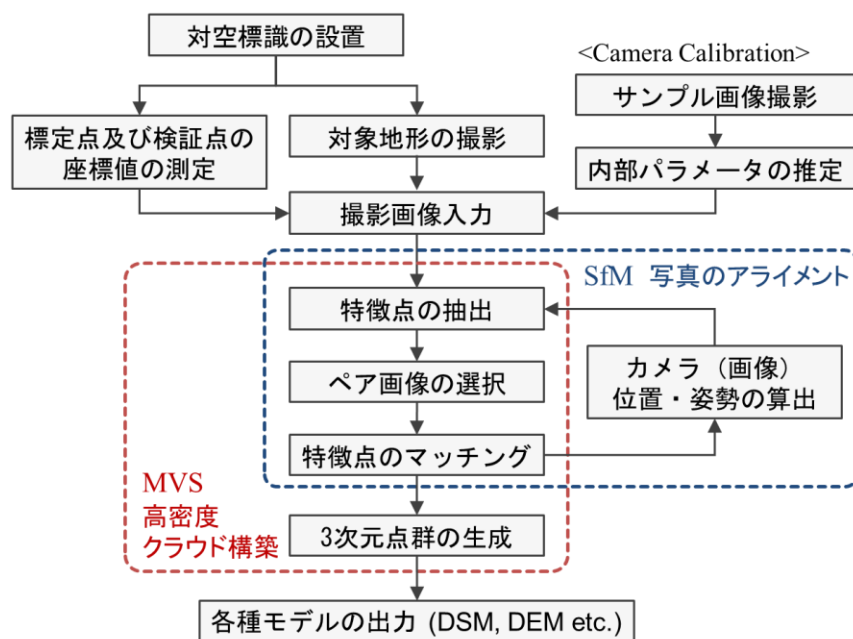 対空標識の設置
<Camera Calibration>
サンプル画像撮影
標定点及び検証点の
座標値の測定
対象地形の撮影
内部パラメータの推定
撮影画像入力
SfM 写真のアライメント
特徴点の抽出
ペア画像の選択
カメラ（画像）
位置・姿勢の算出
特徴点のマッチング
MVS
高密度
クラウド構築
3次元点群の生成
各種モデルの出力 (DSM, DEM etc.)